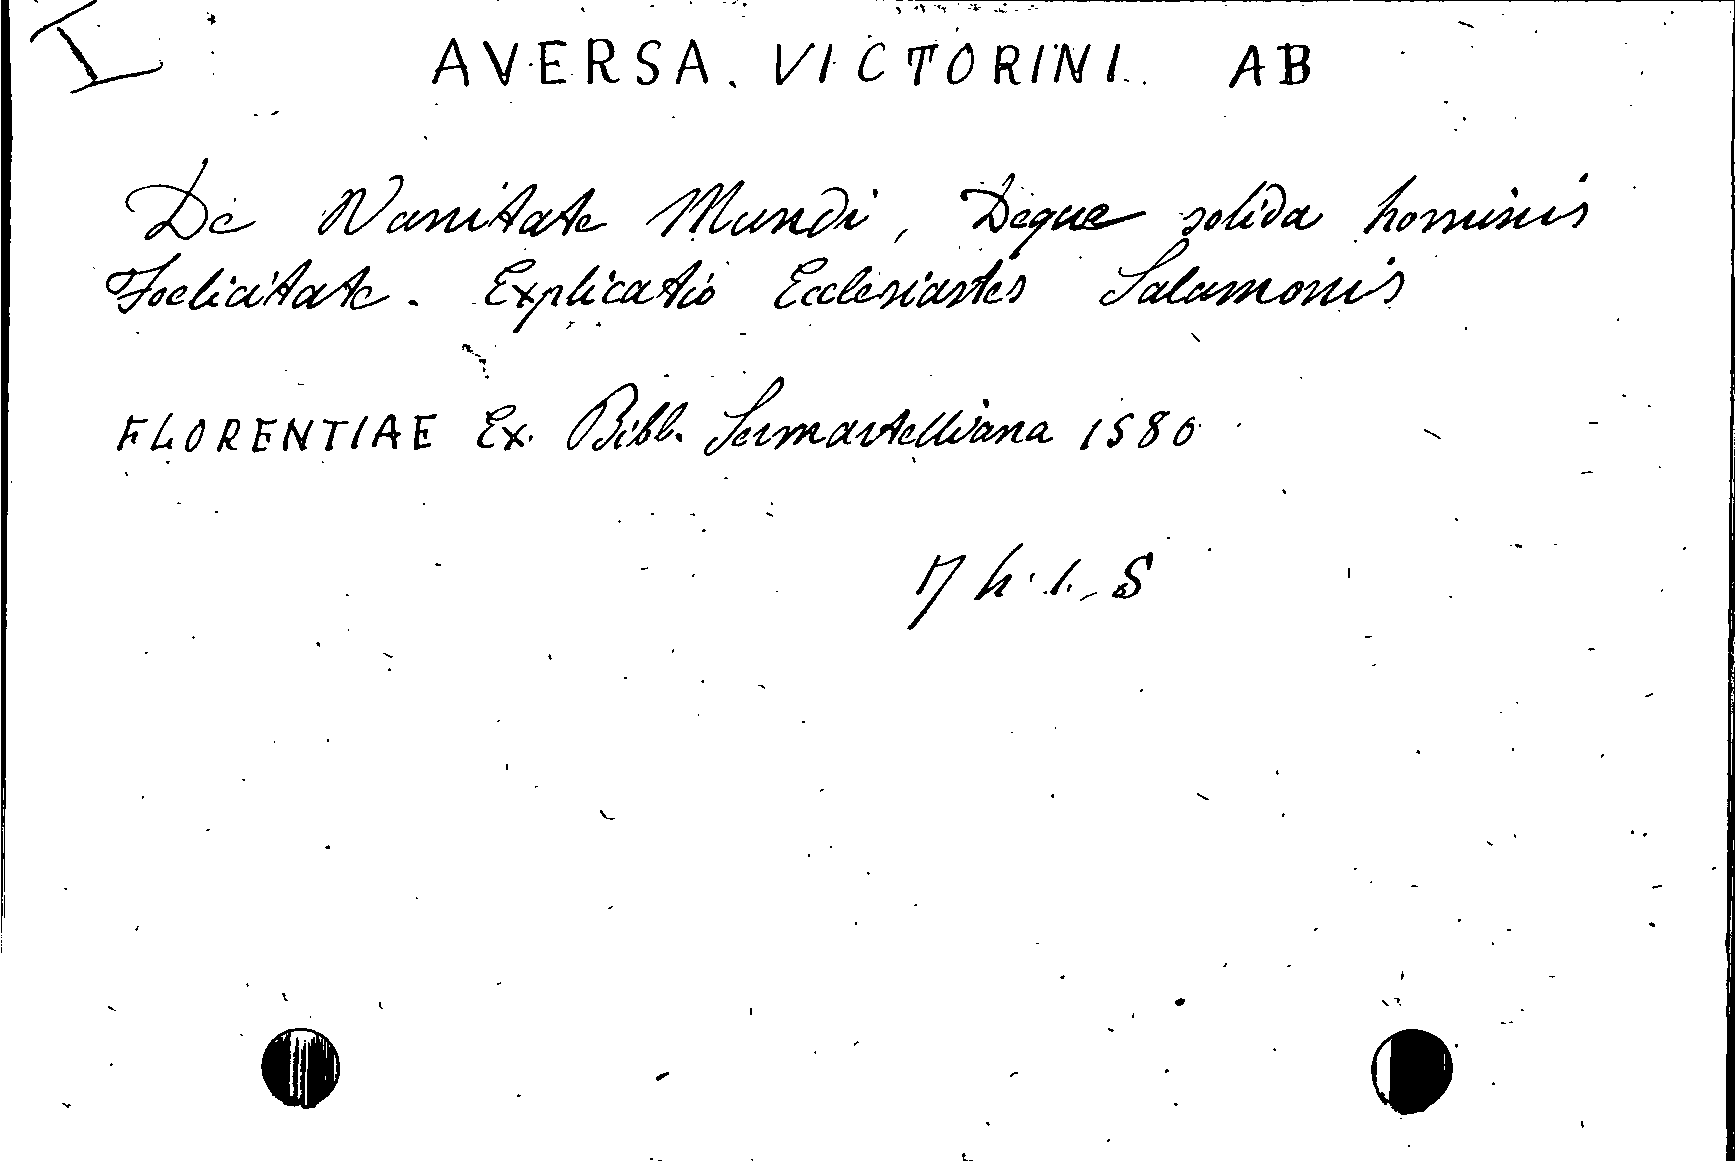 I
AVERSA. VICTORINI. AB
De Vanitate Mundi, Deque solida hominis
Foelicitate. Explicatio Ecclesiastes Salamonis
FLORENTIAE Ex. Bibl. Sermartelliana 1580